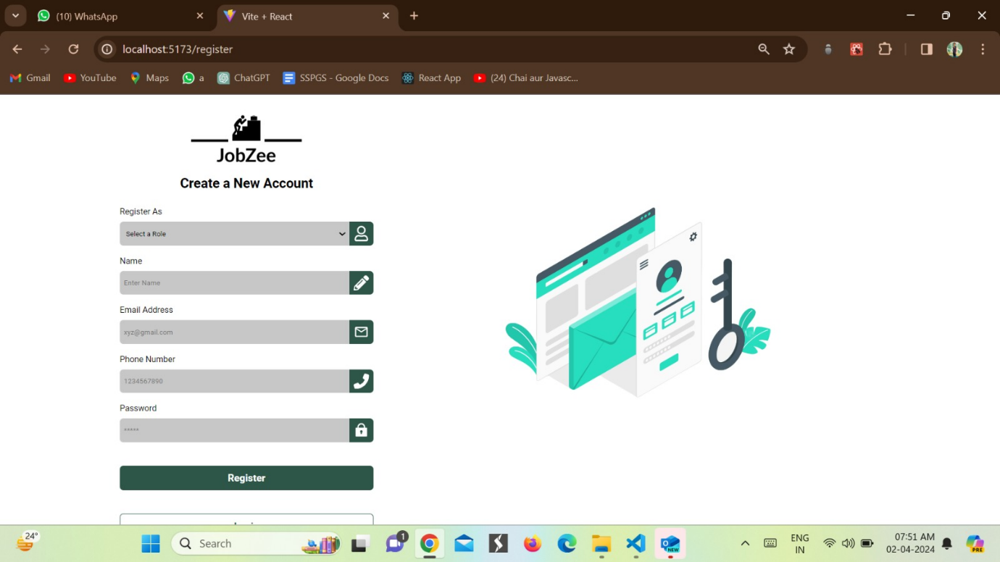 (10) WhatsApp
Vite + React
localhost:5173/register
Gmail
YouTube
Maps
a
ChatGPT
SSPGS - Google Docs
React App
(24) Chai aur Javasc...
JobZee
Create a New Account
Register As
Select a Role
Name
Enter Name
Email Address
xyz@gmail.com
Phone Number
1234567890
Password
*****
Register
24°
Search
1
NEW
ENG
IN
07:51 AM
02-04-2024
PRE